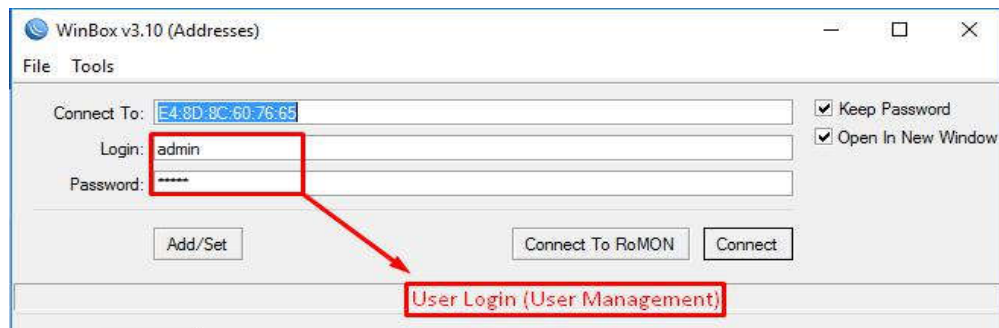 WinBox v3.10 (Addresses)
File Tools
Connect To: E4:8D:8C:60:76:65
Keep Password
Login: admin
Open In New Window
Password: *****
Add/Set
Connect To RoMON
Connect
User Login (User Management)